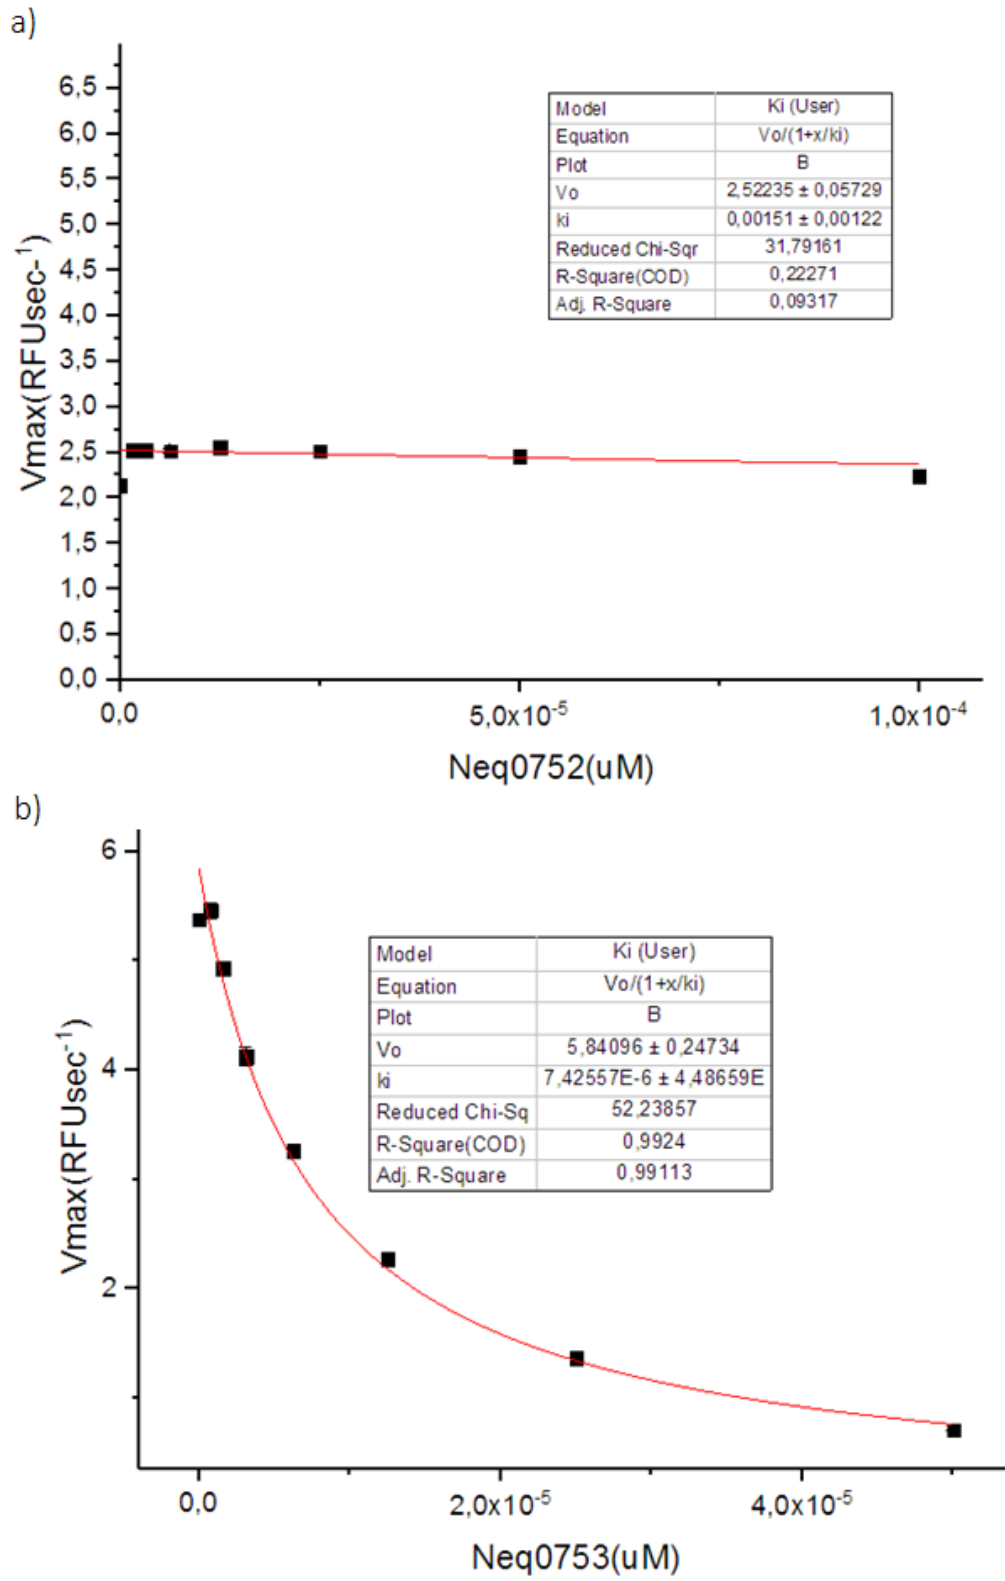 a)
6,5
6,0
5,5
5,0
4,5
4,0
3,5
3,0
2,5
2,0
1,5
1,0
0,5
0,0
Vmax(RFUsec-¹)
Model Ki (User)
Equation Vo/(1+x/ki)
Plot B
Vo 2,52235 ± 0,05729
ki 0,00151 ± 0,00122
Reduced Chi-Sqr 31,79161
R-Square(COD) 0,22271
Adj. R-Square 0,09317
0,0 5,0x10⁻⁵ 1,0x10⁻⁴
Neq0752(uM)
b)
6
4
2
Vmax(RFUsec⁻¹)
Model Ki (User)
Equation Vo/(1+x/ki)
Plot B
Vo 5,84096 ± 0,24734
ki 7,42557E-6 ± 4,48659E
Reduced Chi-Sq 52,23857
R-Square(COD) 0,9924
Adj. R-Square 0,99113
0,0 2,0x10⁻⁵ 4,0x10⁻⁵
Neq0753(uM)